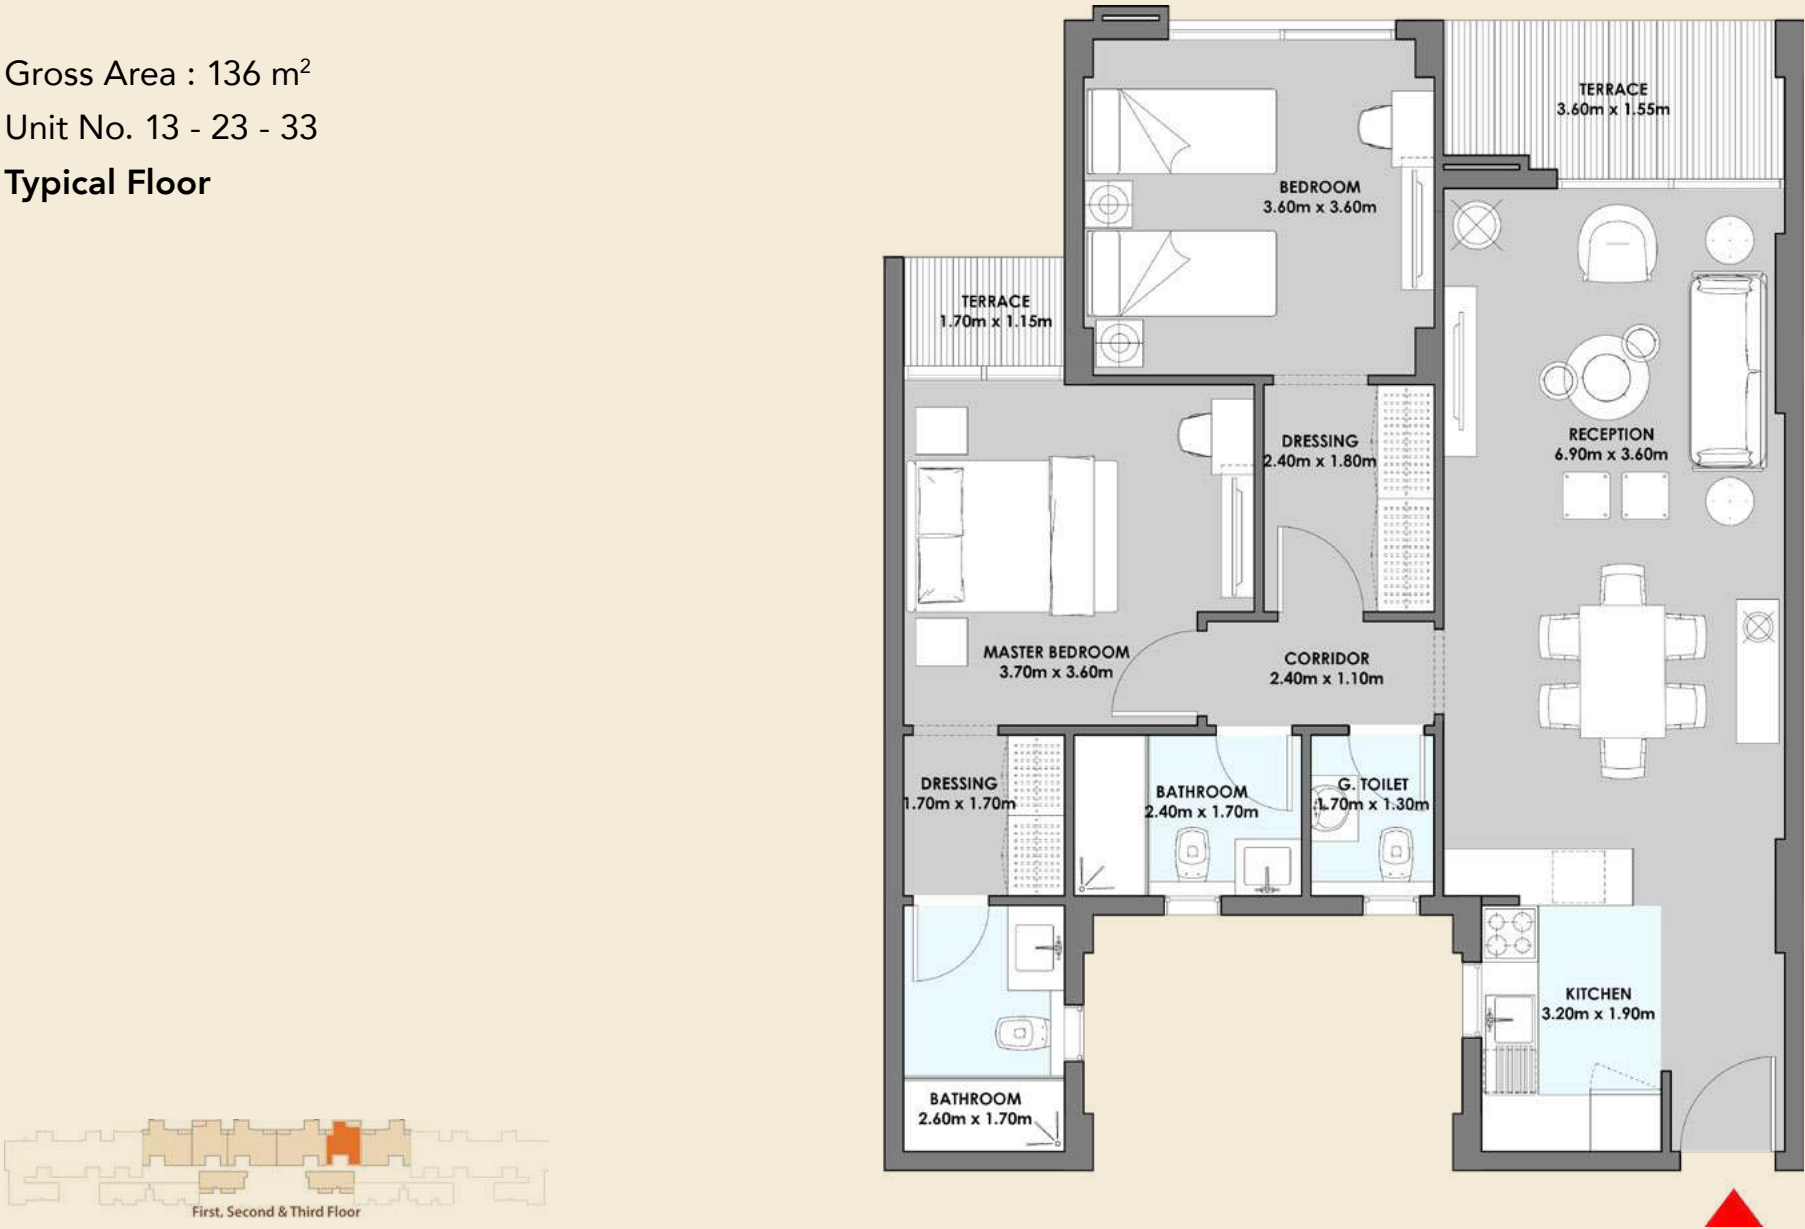 Gross Area : 136 m²
Unit No. 13 - 23 - 33
Typical Floor
TERRACE
3.60m x 1.55m
BEDROOM
3.60m x 3.60m
TERRACE
1.70m x 1.15m
RECEPTION
6.90m x 3.60m
DRESSING
2.40m x 1.80m
MASTER BEDROOM
3.70m x 3.60m
CORRIDOR
2.40m x 1.10m
DRESSING
1.70m x 1.70m
BATHROOM
2.40m x 1.70m
G. TOILET
1.70m x 1.30m
KITCHEN
3.20m x 1.90m
BATHROOM
2.60m x 1.70m
First, Second & Third Floor